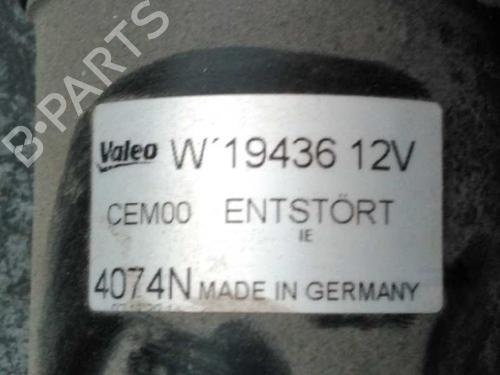 B-PARTS
Valeo W´19436 12V
CEM00 ENTSTÖRT
IE
4074N MADE IN GERMANY